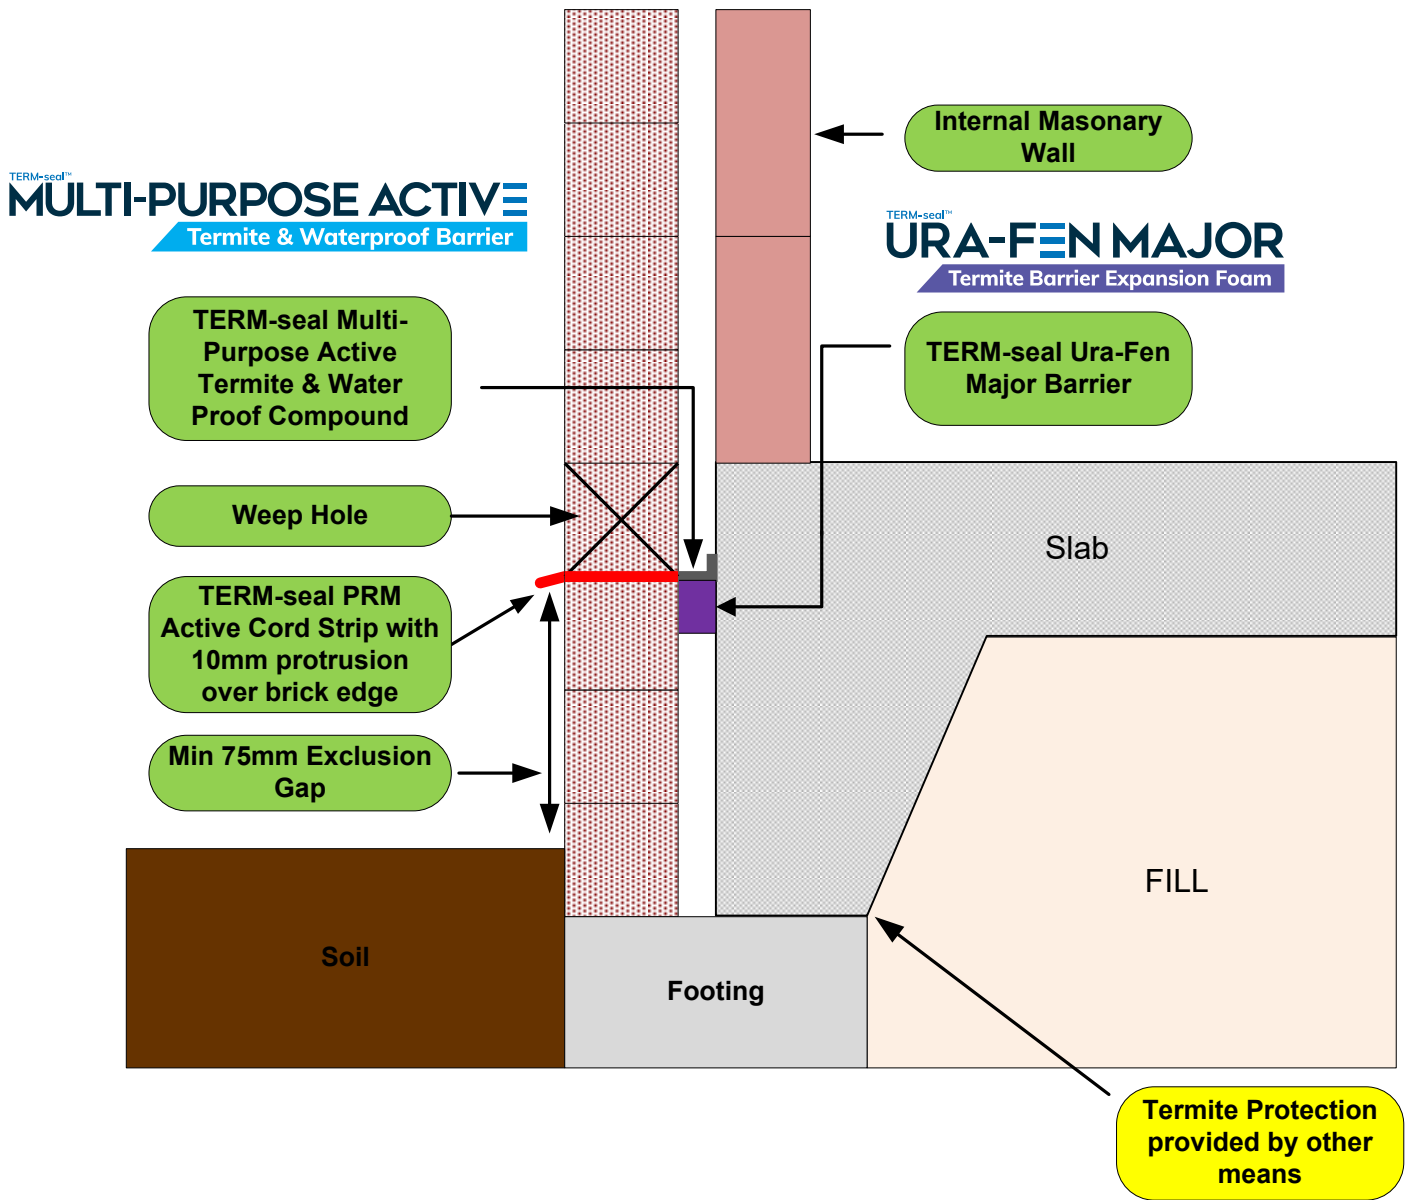 Internal Masonary
Wall
TERM-seal™
MULTI-PURPOSE ACTIVE
Termite & Waterproof Barrier
TERM-seal™
URA-FEN MAJOR
Termite Barrier Expansion Foam
TERM-seal Multi-
Purpose Active
Termite & Water
Proof Compound
TERM-seal Ura-Fen
Major Barrier
Weep Hole
Slab
TERM-seal PRM
Active Cord Strip with
10mm protrusion
over brick edge
Min 75mm Exclusion
Gap
FILL
Soil
Footing
Termite Protection
provided by other
means